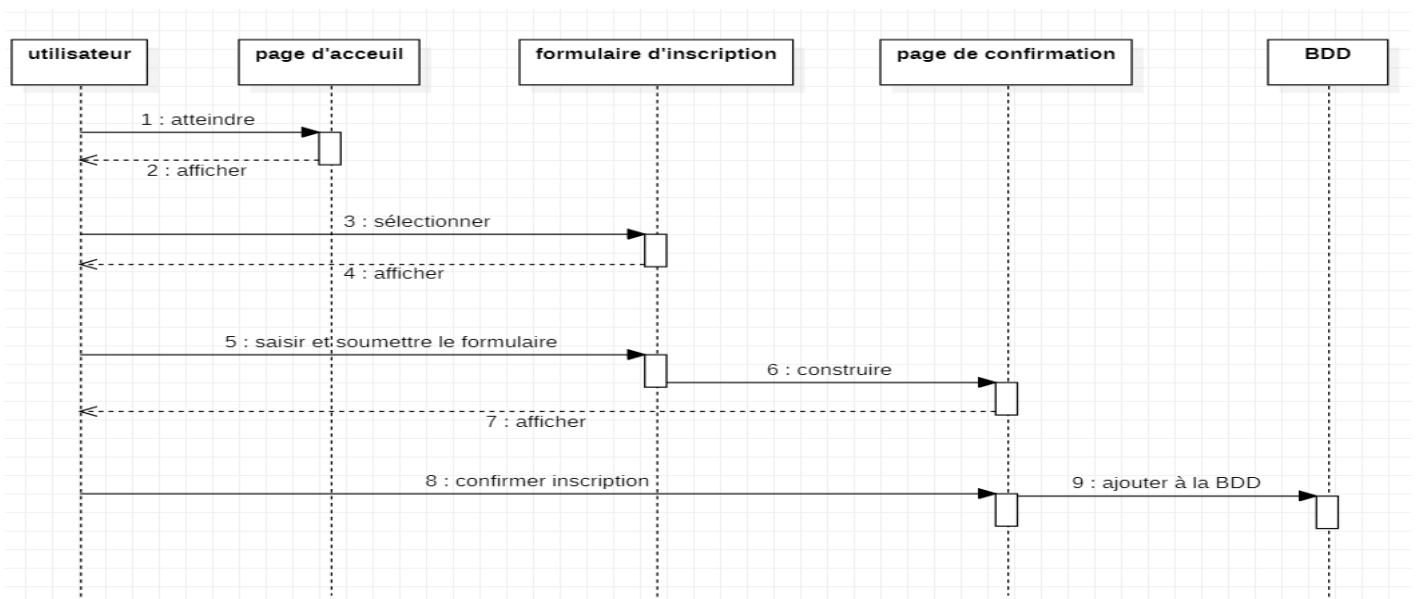 utilisateur
page d'acceuil
formulaire d'inscription
page de confirmation
BDD
1 : atteindre
2 : afficher
3 : sélectionner
4 : afficher
5 : saisir et soumettre le formulaire
6 : construire
7 : afficher
8 : confirmer inscription
9 : ajouter à la BDD